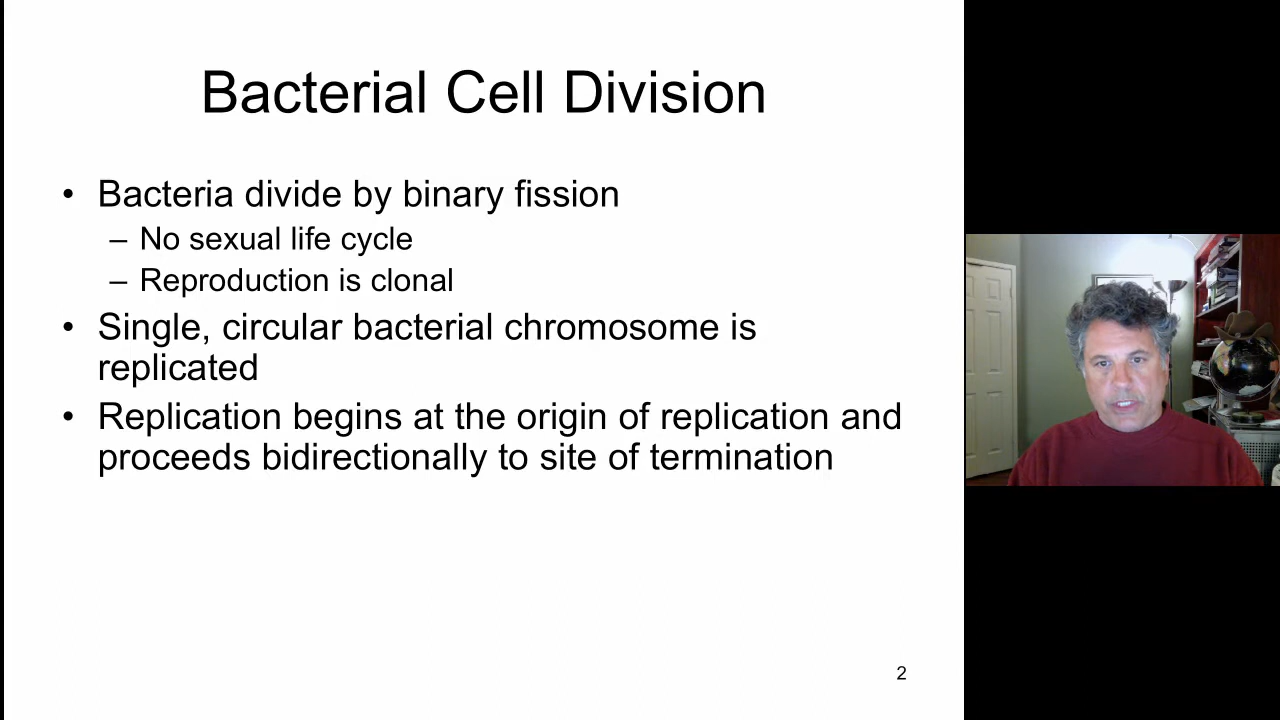 Bacterial Cell Division
• Bacteria divide by binary fission
– No sexual life cycle
– Reproduction is clonal
• Single, circular bacterial chromosome is
replicated
• Replication begins at the origin of replication and
proceeds bidirectionally to site of termination
2